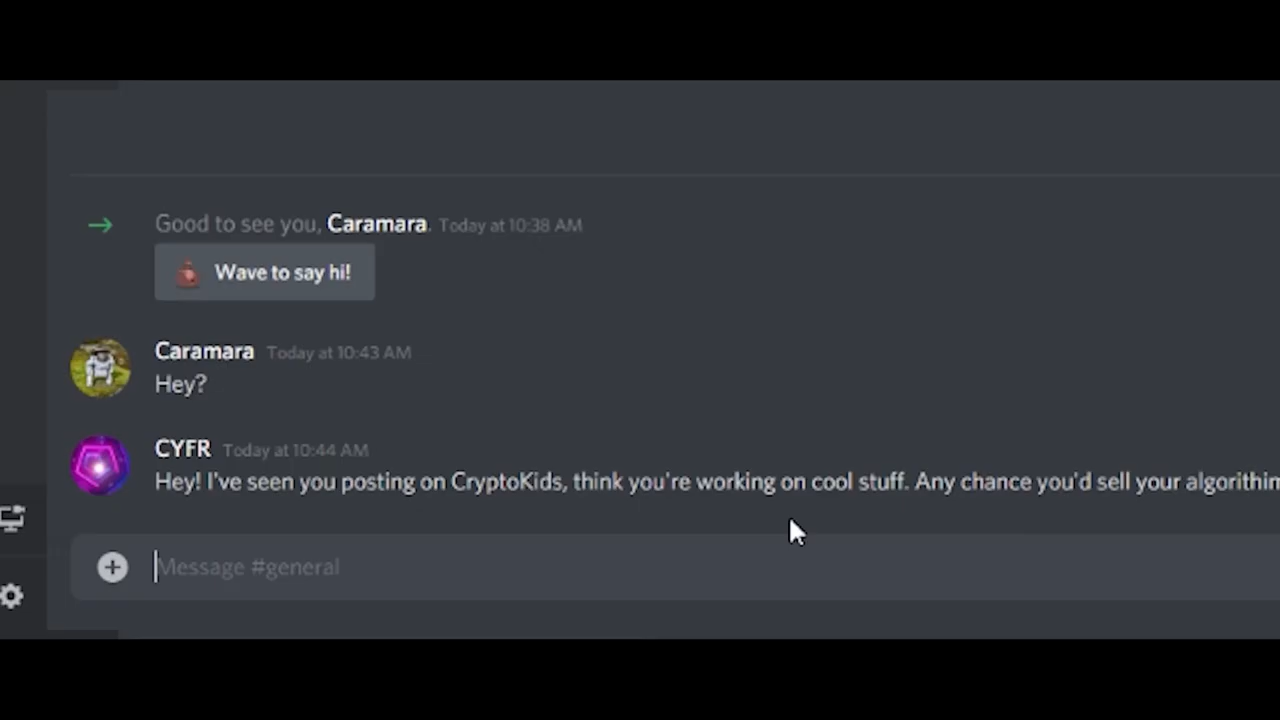 Good to see you, Caramara. Today at 10:38 AM
Wave to say hi!
Caramara Today at 10:43 AM
Hey?
CYFR Today at 10:44 AM
Hey! I've seen you posting on CryptoKids, think you're working on cool stuff. Any chance you'd sell your
Message #general